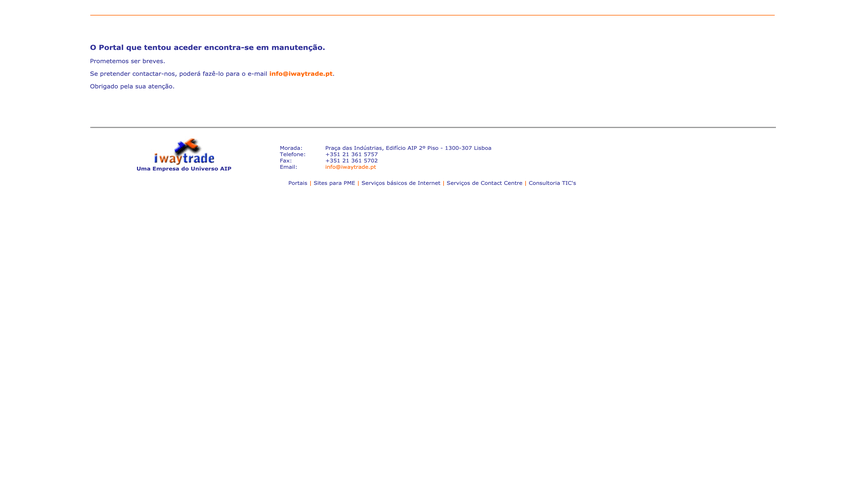 O Portal que tentou aceder encontra-se em manutenção.
Prometemos ser breves.
Se pretender contactar-nos, poderá fazê-lo para o e-mail info@iwaytrade.pt.
Obrigado pela sua atenção.
iwaytrade
Uma Empresa do Universo AIP
Morada: Praça das Indústrias, Edifício AIP 2º Piso - 1300-307 Lisboa
Telefone: +351 21 361 5757
Fax: +351 21 361 5702
Email: info@iwaytrade.pt
Portais | Sites para PME | Serviços básicos de Internet | Serviços de Contact Centre | Consultoria TIC's